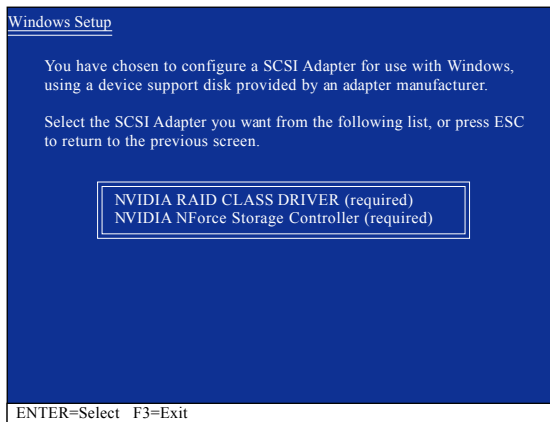 Windows Setup
You have chosen to configure a SCSI Adapter for use with Windows,
using a device support disk provided by an adapter manufacturer.
Select the SCSI Adapter you want from the following list, or press ESC
to return to the previous screen.
NVIDIA RAID CLASS DRIVER (required)
NVIDIA NForce Storage Controller (required)
ENTER=Select F3=Exit